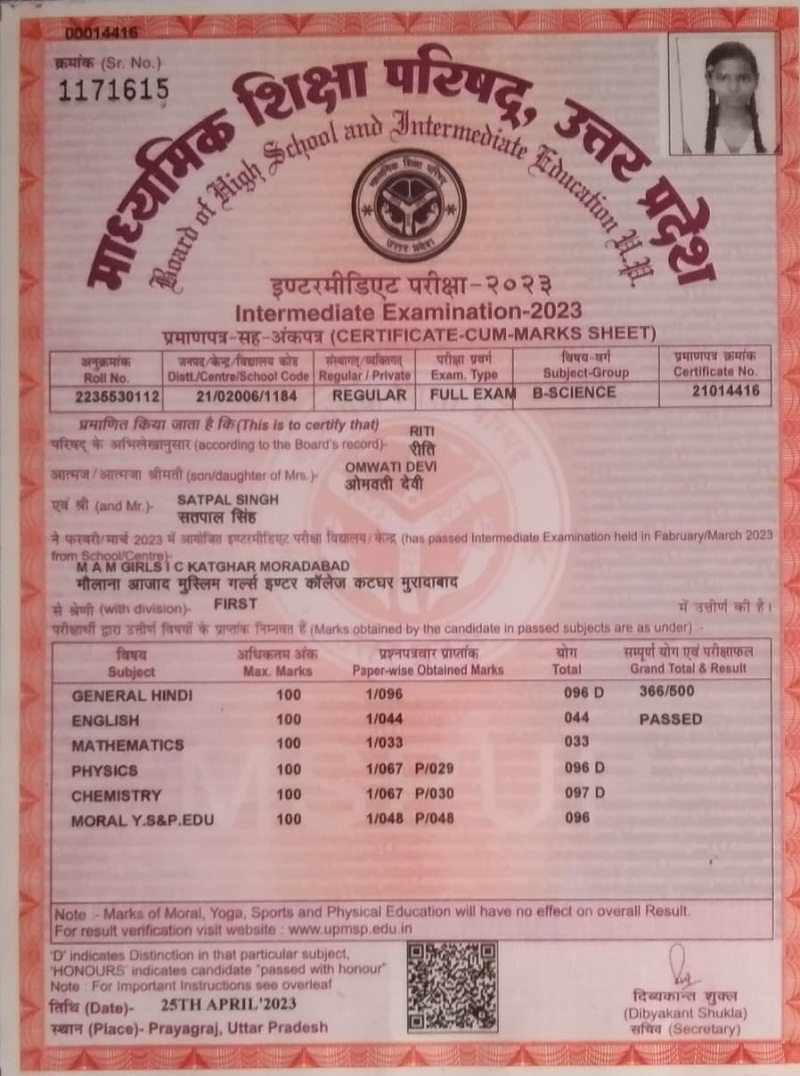 00014416
क्रमांक (Sr. No.)
1171615
माध्यमिक शिक्षा परिषद्, उत्तर प्रदेश
Board of High School and Intermediate Education U.P.
माध्यमिक शिक्षा परिषद्
उत्तर प्रदेश
इण्टरमीडिएट परीक्षा-२०२३
Intermediate Examination-2023
प्रमाणपत्र-सह-अंकपत्र (CERTIFICATE-CUM-MARKS SHEET)
अनुक्रमांक जनपद/केन्द्र/विद्यालय कोड संस्थागत/व्यक्तिगत परीक्षा प्रवर्ग विषय-वर्ग प्रमाणपत्र क्रमांक
Roll No. Distt./Centre/School Code Regular / Private Exam. Type Subject-Group Certificate No.
2235530112 21/02006/1184 REGULAR FULL EXAM B-SCIENCE 21014416
प्रमाणित किया जाता है कि(This is to certify that) RITI
परिषद् के अभिलेखानुसार (according to the Board's record)- रीति
आत्मज/आत्मजा श्रीमती (son/daughter of Mrs.)- OMWATI DEVI
ओमवती देवी
एवं श्री (and Mr.)- SATPAL SINGH
सतपाल सिंह
ने फरवरी/मार्च 2023 में आयोजित इण्टरमीडिएट परीक्षा विद्यालय/केन्द्र (has passed Intermediate Examination held in Fabruary/March 2023
from School/Centre)-
M A M GIRLS I C KATGHAR MORADABAD
मौलाना आजाद मुस्लिम गर्ल्स इण्टर कॉलेज कटघर मुरादाबाद
से श्रेणी (with division)- FIRST में उत्तीर्ण की है।
परीक्षार्थी द्वारा उत्तीर्ण विषयों के प्राप्तांक निम्नवत हैं (Marks obtained by the candidate in passed subjects are as under) :-
विषय अधिकतम अंक प्रश्नपत्रवार प्राप्तांक योग सम्पूर्ण योग एवं परीक्षाफल
Subject Max. Marks Paper-wise Obtained Marks Total Grand Total & Result
GENERAL HINDI 100 1/096 096 D 366/500
ENGLISH 100 1/044 044 PASSED
MATHEMATICS 100 1/033 033
PHYSICS 100 1/067 P/029 096 D
CHEMISTRY 100 1/067 P/030 097 D
MORAL Y.S&P.EDU 100 1/048 P/048 096
Note :- Marks of Moral, Yoga, Sports and Physical Education will have no effect on overall Result.
For result verification visit website : www.upmsp.edu.in
'D' indicates Distinction in that particular subject,
'HONOURS' indicates candidate "passed with honour"
Note : For Important Instructions see overleaf
तिथि (Date)- 25TH APRIL'2023
स्थान (Place)- Prayagraj, Uttar Pradesh
दिब्यकान्त शुक्ल
(Dibyakant Shukla)
सचिव (Secretary)